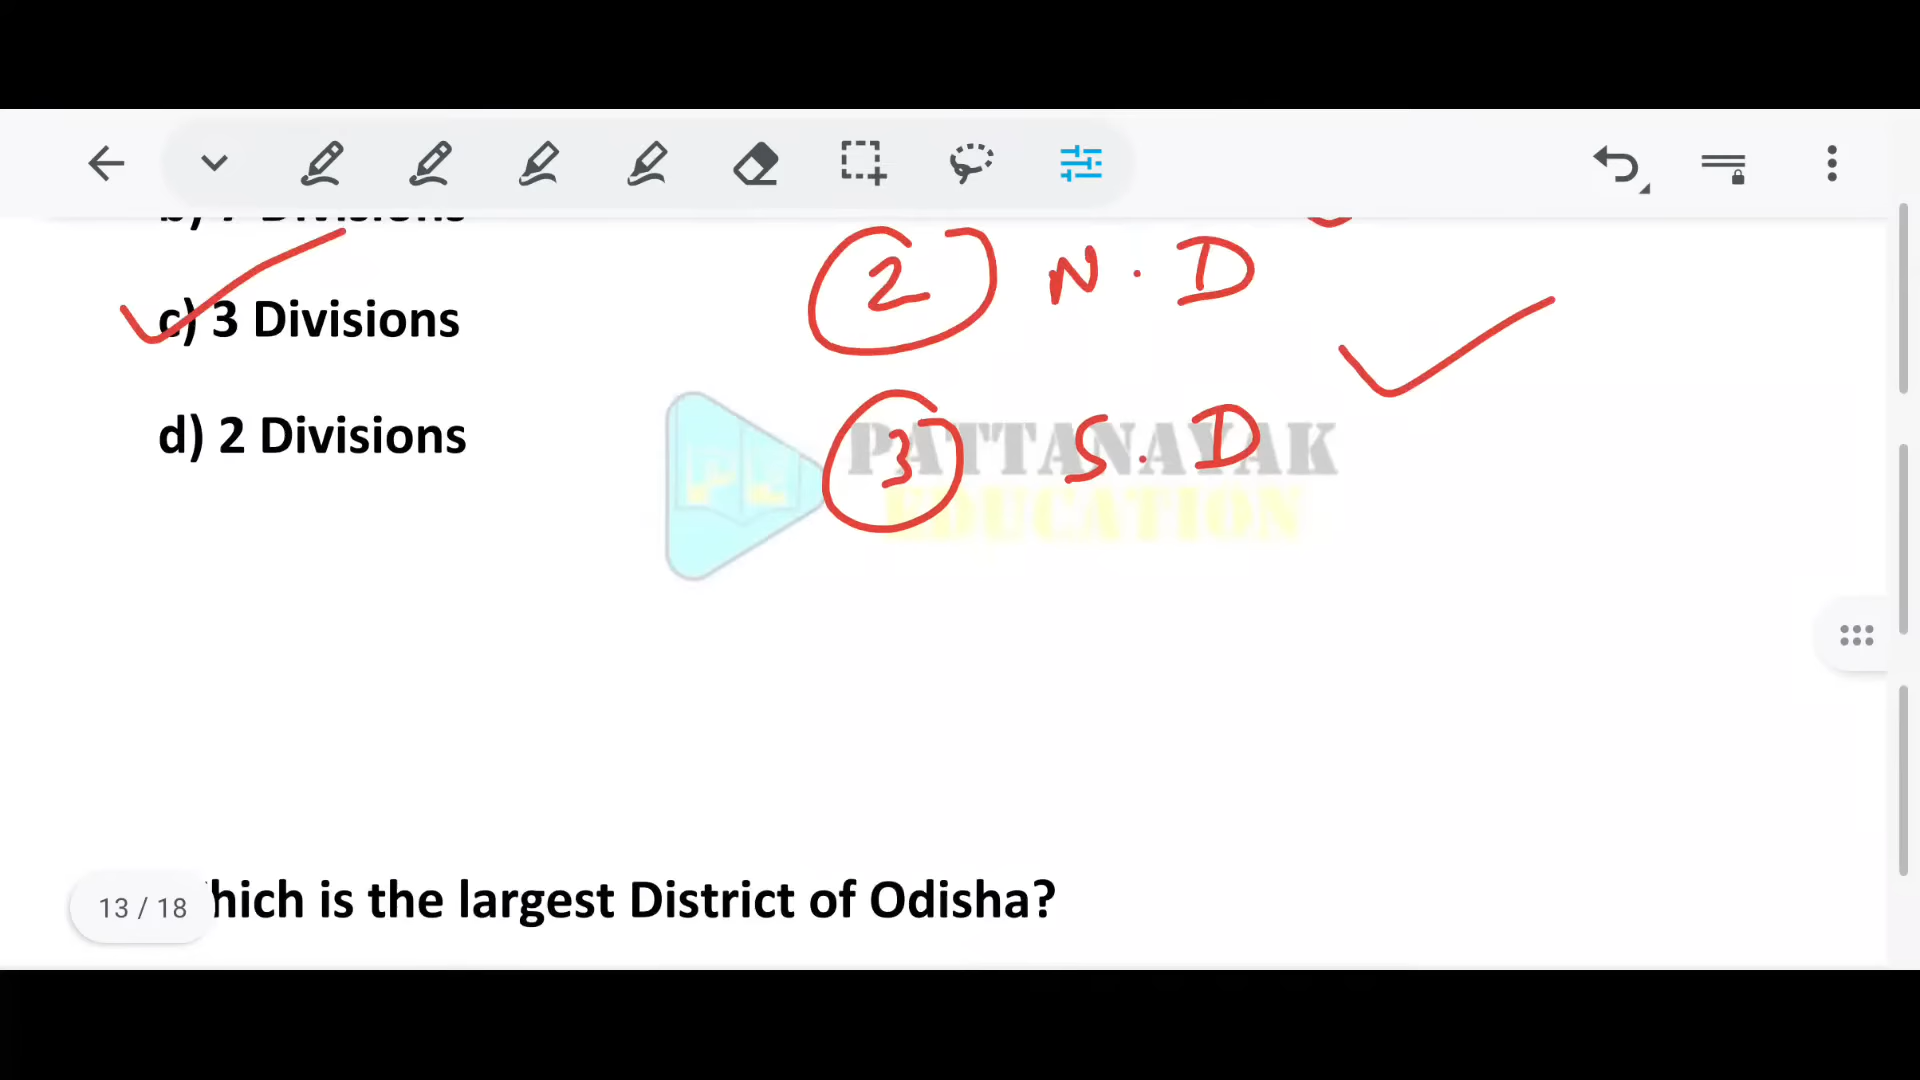 ② N.D
c) 3 Divisions
d) 2 Divisions
③ S.D
PATTANAYAK
EDUCATION
hich is the largest District of Odisha?
13 / 18